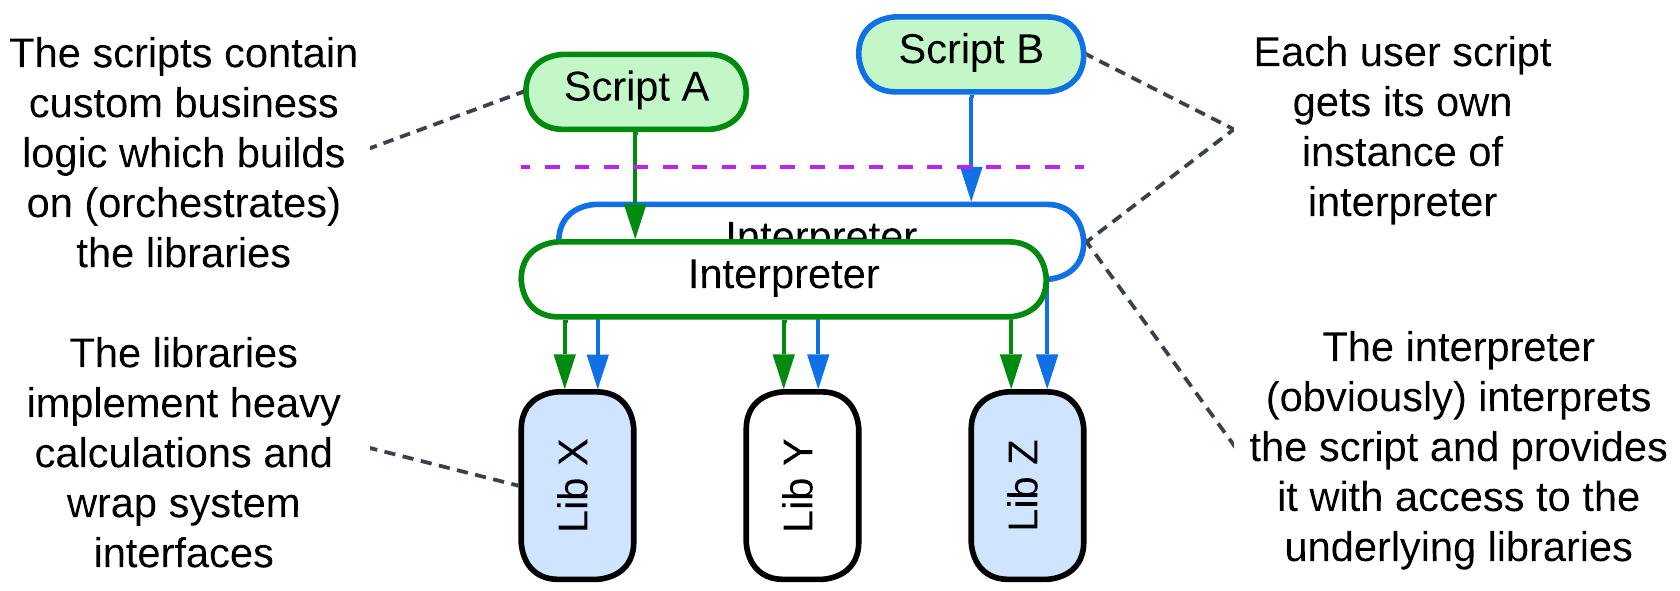 The scripts contain
custom business
logic which builds
on (orchestrates)
the libraries
Script A
Script B
Each user script
gets its own
instance of
interpreter
Interpreter
Interpreter
The libraries
implement heavy
calculations and
wrap system
interfaces
Lib X
Lib Y
Lib Z
The interpreter
(obviously) interprets
the script and provides
it with access to the
underlying libraries